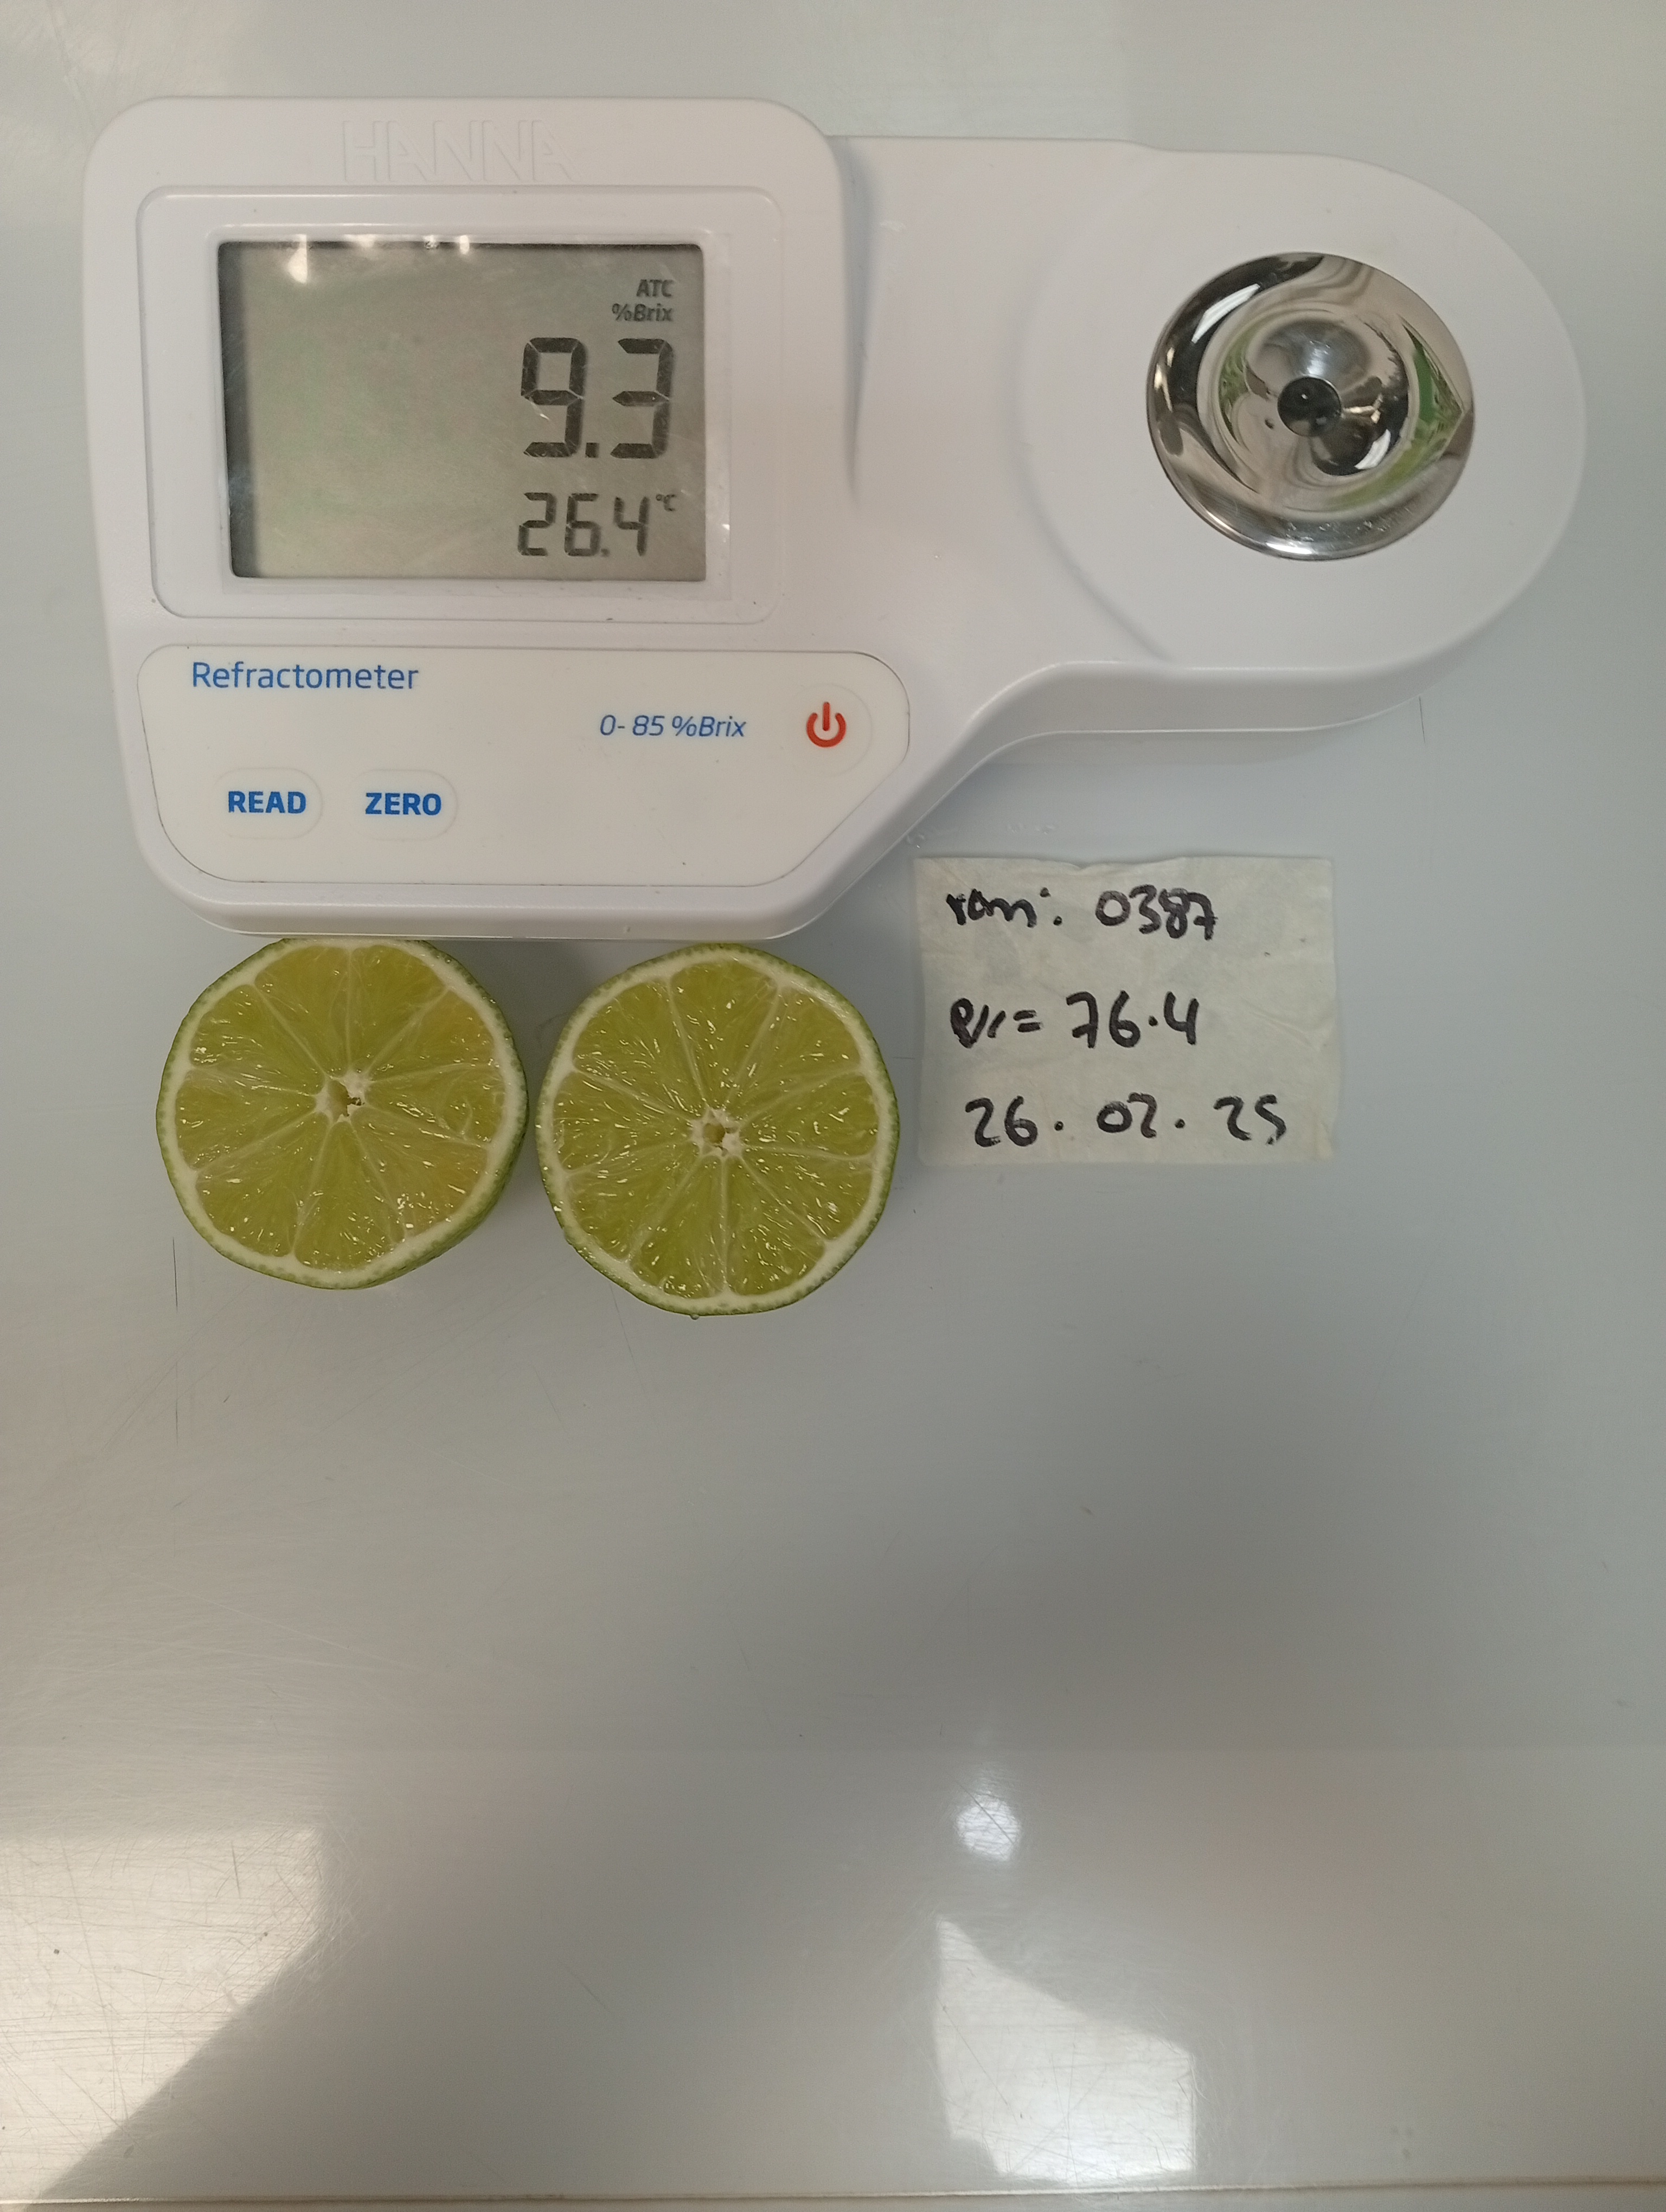 HANNA
ATC
%Brix
9.3
26.4°C
Refractometer
0-85 %Brix
READ ZERO
0387
= 76.4
26.02.25